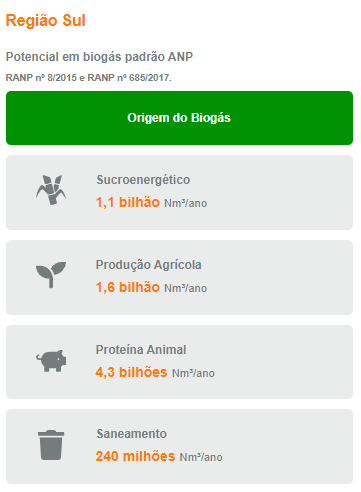 Região Sul
Potencial em biogás padrão ANP
RANP nº 8/2015 e RANP nº 685/2017.
Origem do Biogás
Sucroenergético
1,1 bilhão Nm³/ano
Produção Agrícola
1,6 bilhão Nm³/ano
Proteína Animal
4,3 bilhões Nm³/ano
Saneamento
240 milhões Nm³/ano